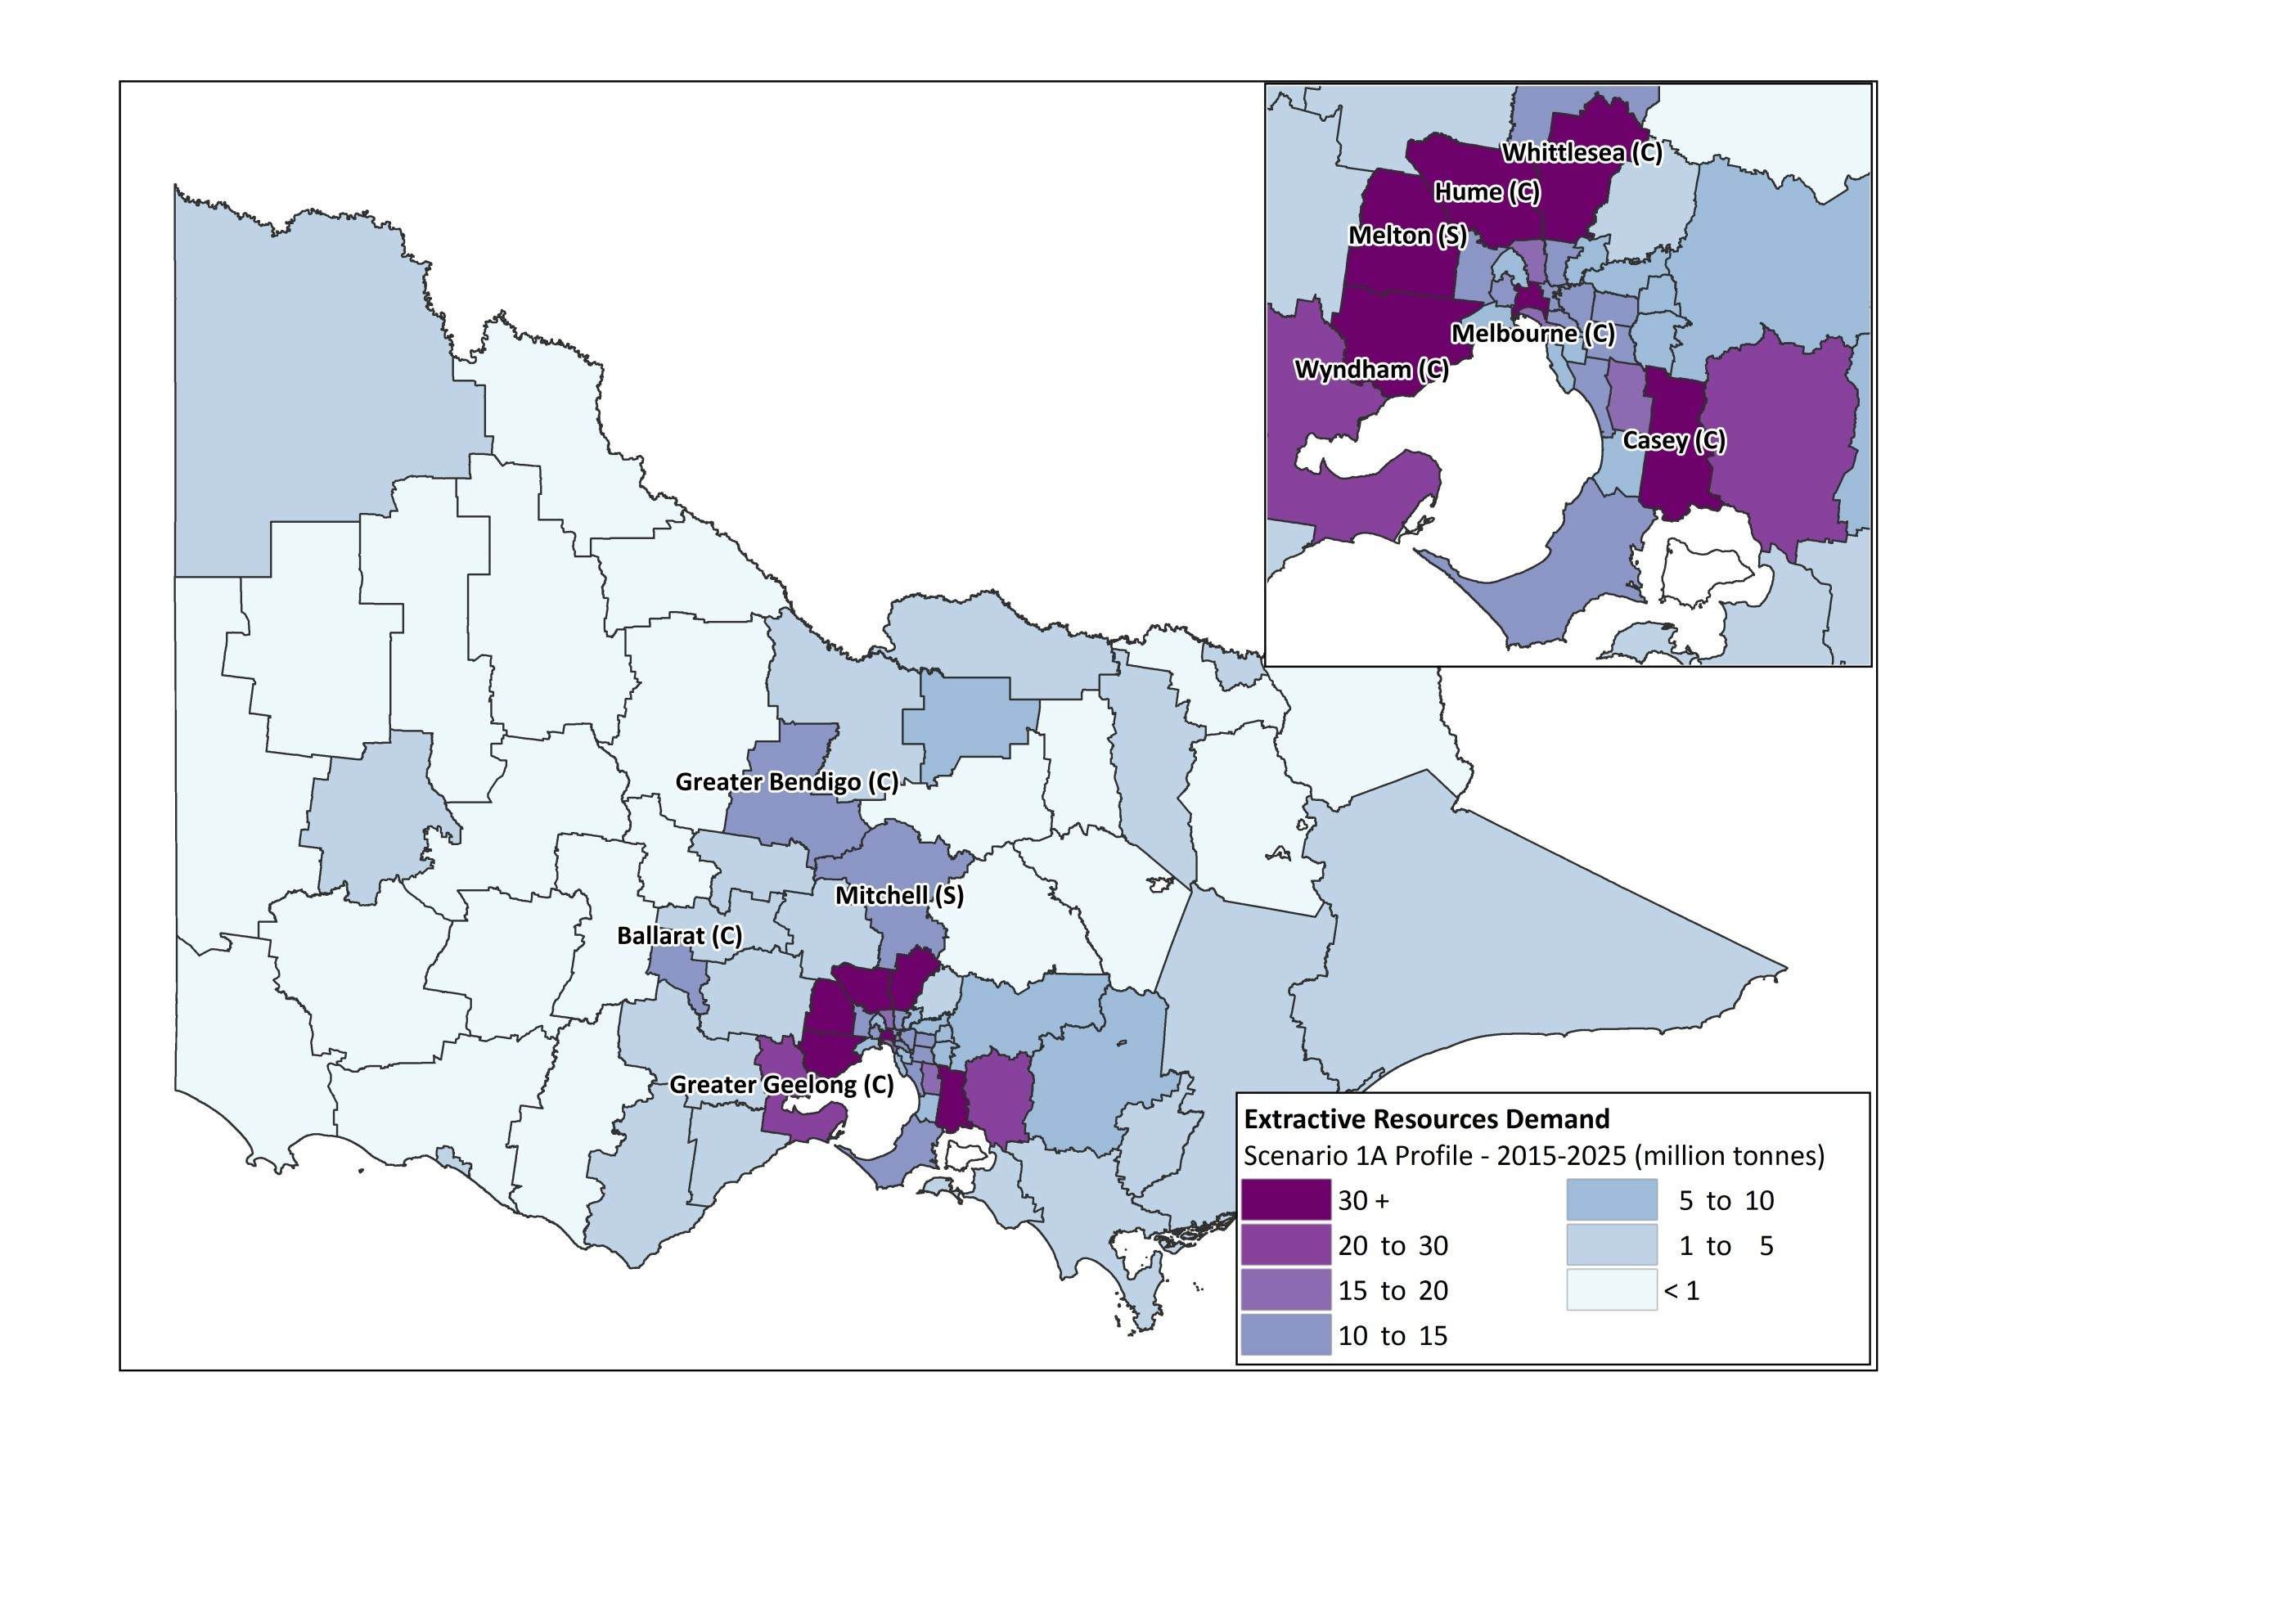 Whittlesea (C)
Hume (C)
Melton (S)
Melbourne (C)
Wyndham (C)
Casey (C)
Greater Bendigo (C)
Mitchell (S)
Ballarat (C)
Greater Geelong (C)
Extractive Resources Demand
Scenario 1A Profile - 2015-2025 (million tonnes)
30 +
20 to 30
15 to 20
10 to 15
5 to 10
1 to 5
< 1